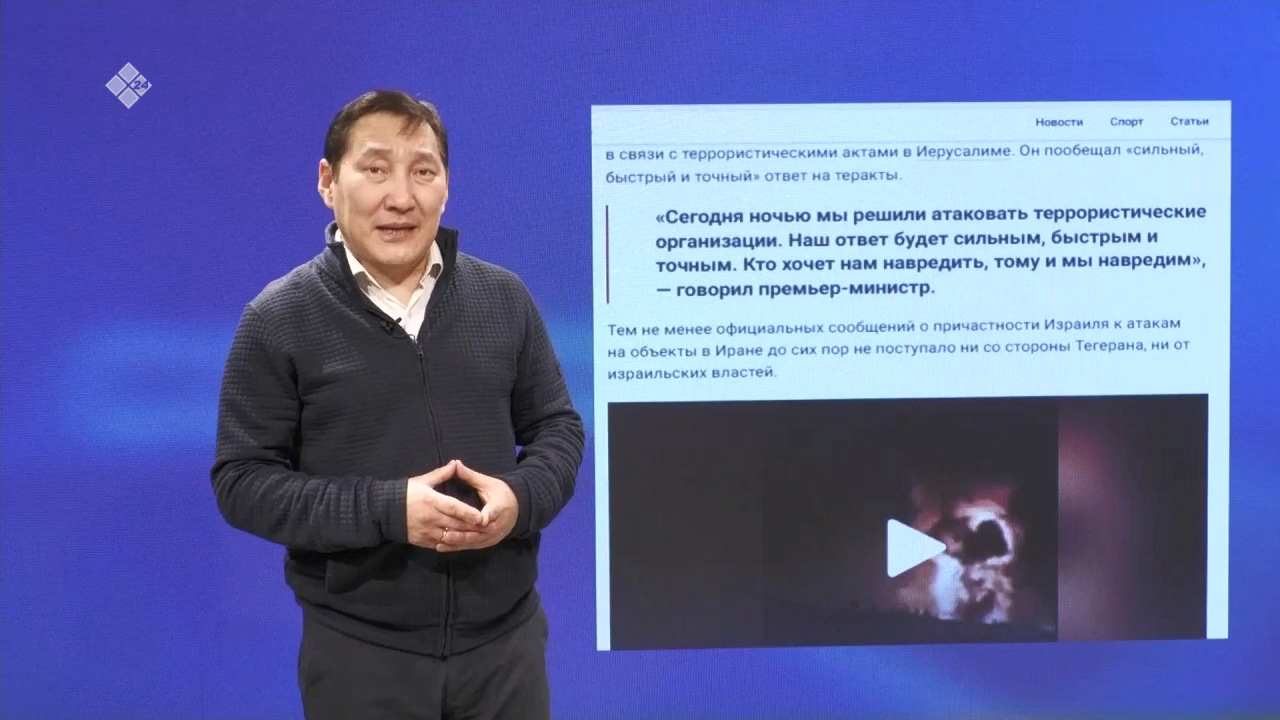 X24
Новости Спорт Статьи
в связи с террористическими актами в Иерусалиме. Он пообещал «сильный,
быстрый и точный» ответ на теракты.
«Сегодня ночью мы решили атаковать террористические
организации. Наш ответ будет сильным, быстрым и
точным. Кто хочет нам навредить, тому и мы навредим»,
— говорил премьер-министр.
Тем не менее официальных сообщений о причастности Израиля к атакам
на объекты в Иране до сих пор не поступало ни со стороны Тегерана, ни от
израильских властей.